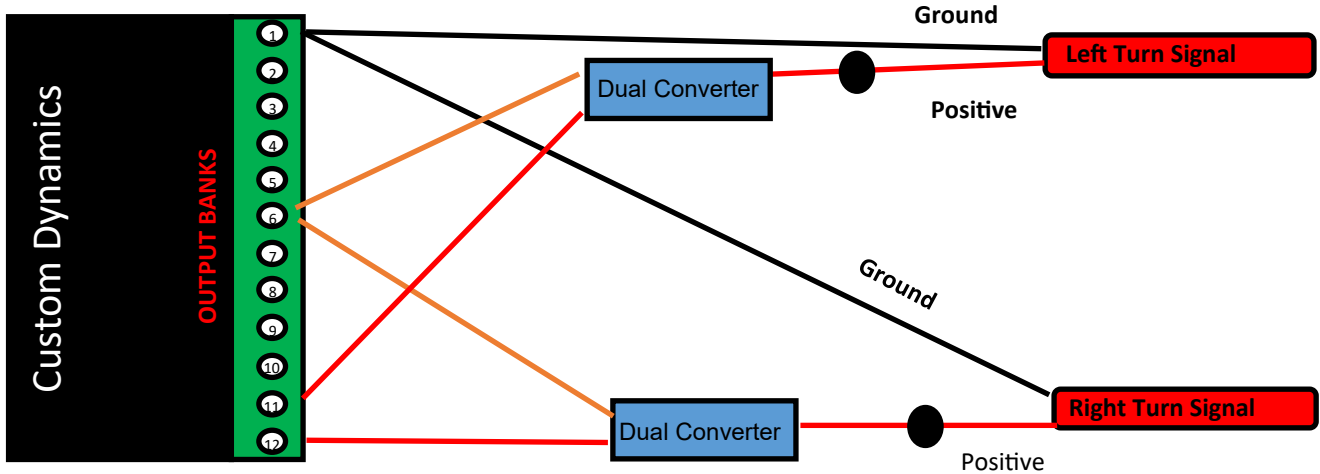 Custom Dynamics
OUTPUT BANKS
1
2
3
4
5
6
7
8
9
10
11
12
Ground
Left Turn Signal
Dual Converter
Positive
Ground
Right Turn Signal
Dual Converter
Positive